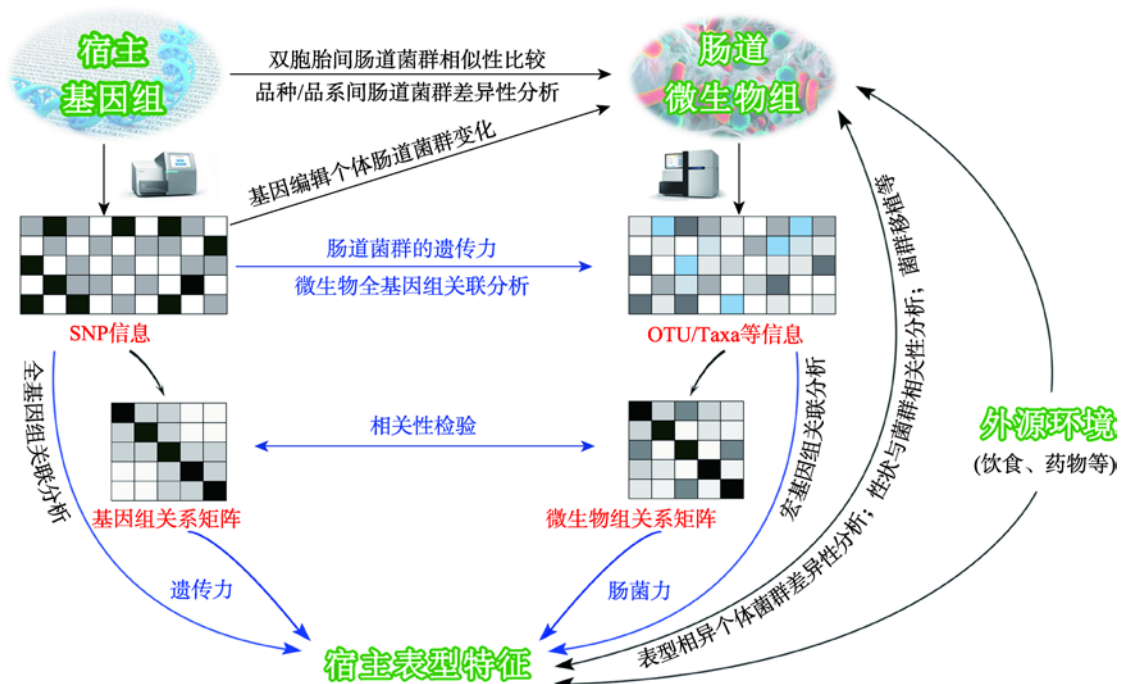 宿主
基因组
双胞胎间肠道菌群相似性比较
品种/品系间肠道菌群差异性分析
肠道
微生物组
基因编辑个体肠道菌群变化
肠道菌群的遗传力
微生物全基因组关联分析
SNP信息
OTU/Taxa等信息
全基因组关联分析
相关性检验
宏基因组关联分析
表型相异个体菌群差异性分析；性状与菌群相关性分析；菌群移植等
外源环境
(饮食、药物等)
基因组关系矩阵
微生物组关系矩阵
遗传力
肠菌力
宿主表型特征